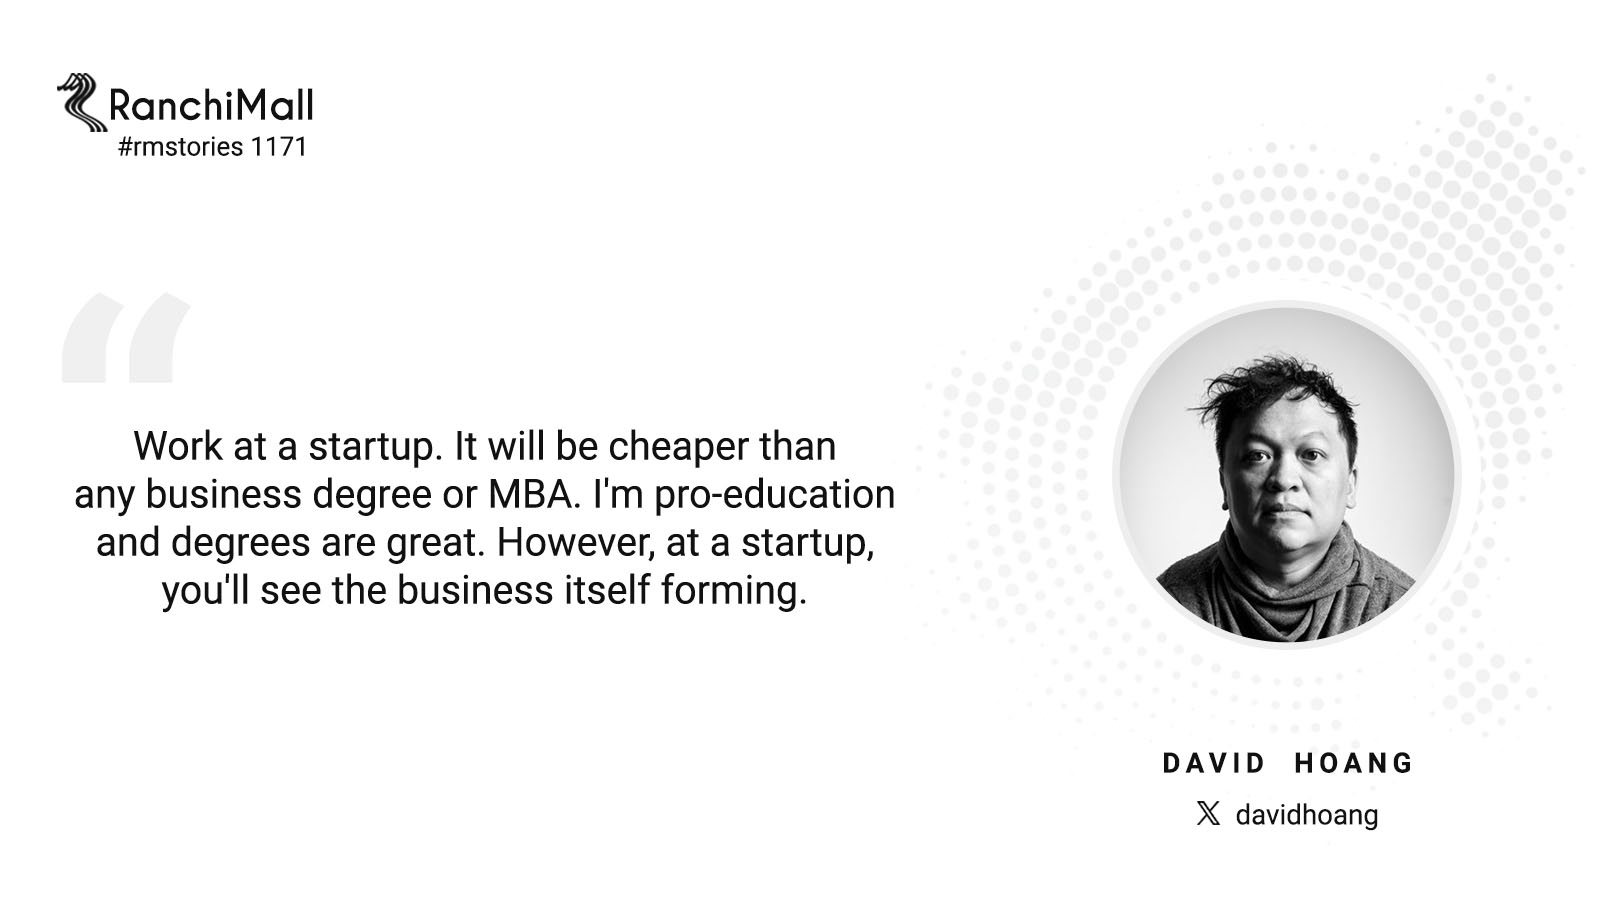 RanchiMall
#rmstories 1171
“
Work at a startup. It will be cheaper than
any business degree or MBA. I'm pro-education
and degrees are great. However, at a startup,
you'll see the business itself forming.
DAVID HOANG
𝕏 davidhoang